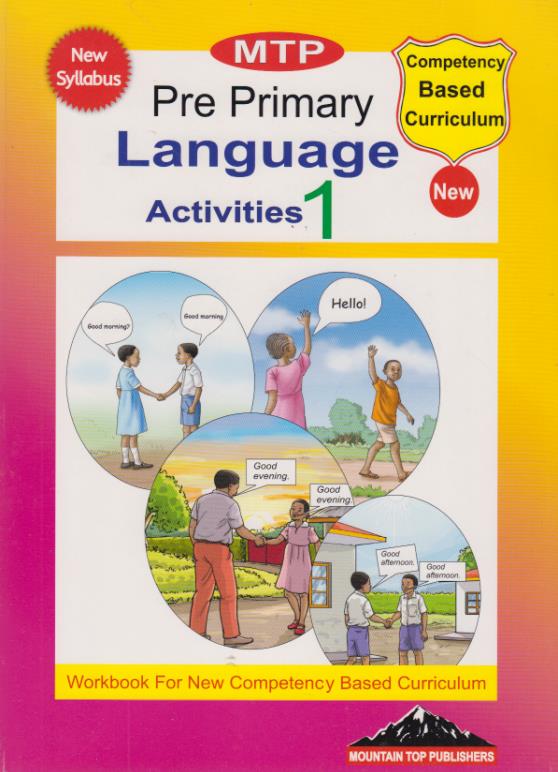 New
Syllabus
MTP
Competency
Based
Curriculum
New
Pre Primary
Language
Activities 1
Good morning?
Good morning
Hello!
Good
evening.
Good
evening.
Good
afternoon.
Good
afternoon.
Workbook For New Competency Based Curriculum
MOUNTAIN TOP PUBLISHERS